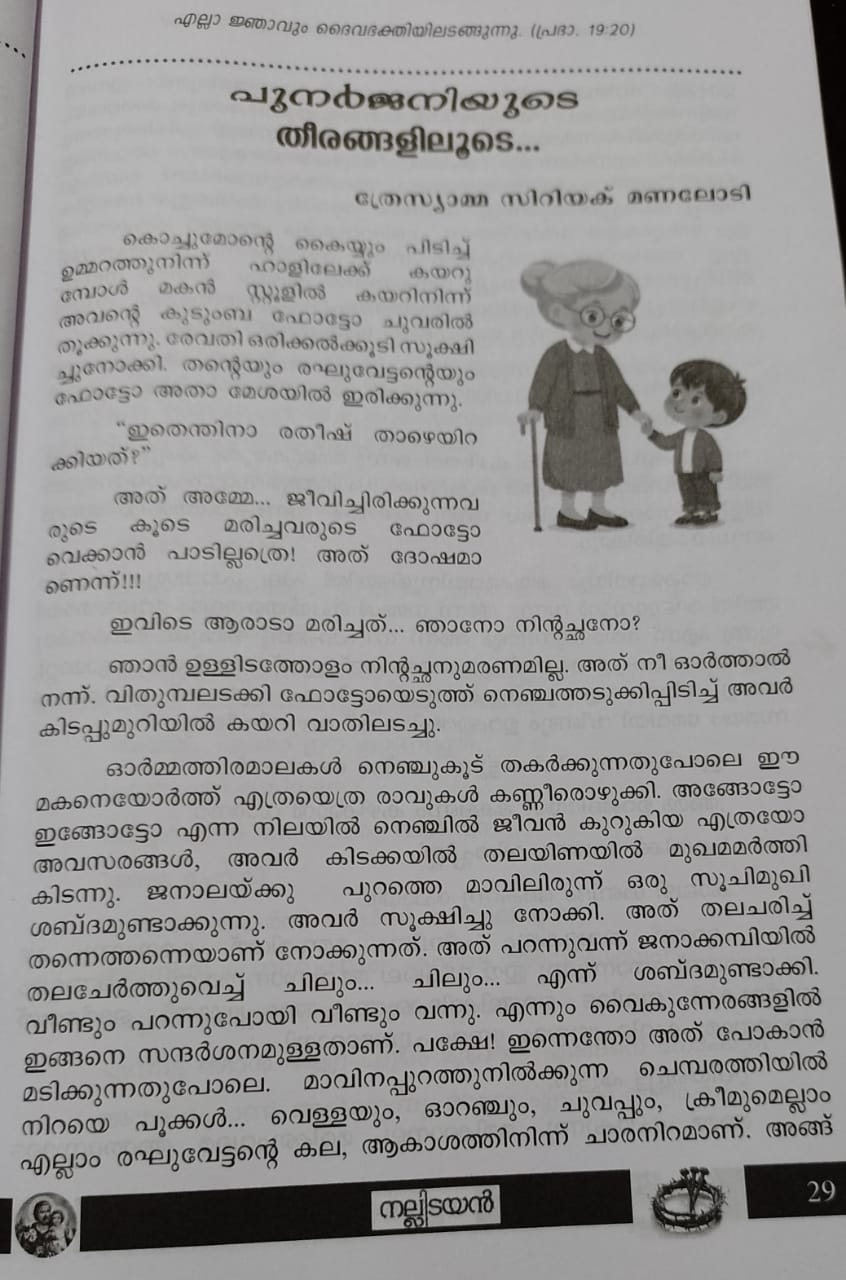 എല്ലാ ജ്ഞാവും ദൈവഭക്തിയിലടങ്ങുന്നു. (പ്രഭാ. 19:20)
പുനർജ്ജനിയുടെ
തീരങ്ങളിലൂടെ...
ത്രേസ്യാമ്മ സിറിയക് മണലോടി
കൊച്ചുമോന്റെ കൈയ്യും പിടിച്ച്
ഉമ്മറത്തുനിന്ന് ഹാളിലേക്ക് കയറു
മ്പോൾ മകൻ സ്റ്റൂളിൽ കയറിനിന്ന്
അവന്റെ കുടുംബ ഫോട്ടോ ചുവരിൽ
തൂക്കുന്നു. രേവതി ഒരിക്കൽക്കൂടി സൂക്ഷി
ച്ചുനോക്കി. തന്റെയും രഘുവേട്ടന്റെയും
ഫോട്ടോ അതാ മേശയിൽ ഇരിക്കുന്നു.
“ഇതെന്തിനാ രതീഷ് താഴെയിറ
ക്കിയത്?”
അത് അമ്മേ... ജീവിച്ചിരിക്കുന്നവ
രുടെ കൂടെ മരിച്ചവരുടെ ഫോട്ടോ
വെക്കാൻ പാടില്ലത്രെ! അത് ദോഷമാ
ണെന്ന്!!!
ഇവിടെ ആരാടാ മരിച്ചത്... ഞാനോ നിന്റച്ഛനോ?
ഞാൻ ഉള്ളിടത്തോളം നിന്റച്ഛനുമരണമില്ല. അത് നീ ഓർത്താൽ
നന്ന്. വിതുമ്പലടക്കി ഫോട്ടോയെടുത്ത് നെഞ്ചത്തടുക്കിപ്പിടിച്ച് അവർ
കിടപ്പുമുറിയിൽ കയറി വാതിലടച്ചു.
ഓർമ്മത്തിരമാലകൾ നെഞ്ചുകൂട് തകർക്കുന്നതുപോലെ ഈ
മകനെയോർത്ത് എത്രയെത്ര രാവുകൾ കണ്ണീരൊഴുക്കി. അങ്ങോട്ടോ
ഇങ്ങോട്ടോ എന്ന നിലയിൽ നെഞ്ചിൽ ജീവൻ കുറുകിയ എത്രയോ
അവസരങ്ങൾ, അവർ കിടക്കയിൽ തലയിണയിൽ മുഖമമർത്തി
കിടന്നു. ജനാലയ്ക്കു പുറത്തെ മാവിലിരുന്ന് ഒരു സൂചിമുഖി
ശബ്ദമുണ്ടാക്കുന്നു. അവർ സൂക്ഷിച്ചു നോക്കി. അത് തലചരിച്ച്
തന്നെത്തന്നെയാണ് നോക്കുന്നത്. അത് പറന്നുവന്ന് ജനാക്കമ്പിയിൽ
തലചേർത്തുവെച്ച് ചിലും... ചിലും... എന്ന് ശബ്ദമുണ്ടാക്കി.
വീണ്ടും പറന്നുപോയി വീണ്ടും വന്നു. എന്നും വൈകുന്നേരങ്ങളിൽ
ഇങ്ങനെ സന്ദർശനമുള്ളതാണ്. പക്ഷേ! ഇന്നെന്തോ അത് പോകാൻ
മടിക്കുന്നതുപോലെ. മാവിനപ്പുറത്തുനിൽക്കുന്ന ചെമ്പരത്തിയിൽ
നിറയെ പൂക്കൾ... വെള്ളയും, ഓറഞ്ചും, ചുവപ്പും, ക്രീമുമെല്ലാം
എല്ലാം രഘുവേട്ടന്റെ കല, ആകാശത്തിനിന്ന് ചാരനിറമാണ്. അങ്ങ്
നല്ലിടയൻ
29